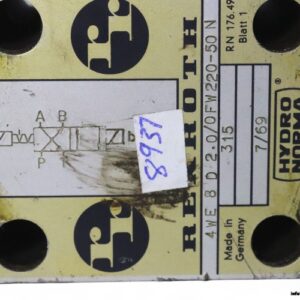 RN 176.49
Blatt 1
4WE 8 D 2.0/OFW220-50 N
REXROTH
315
7/69
Made in
Germany
HYDRO
NORMA
A B
P
b
8937